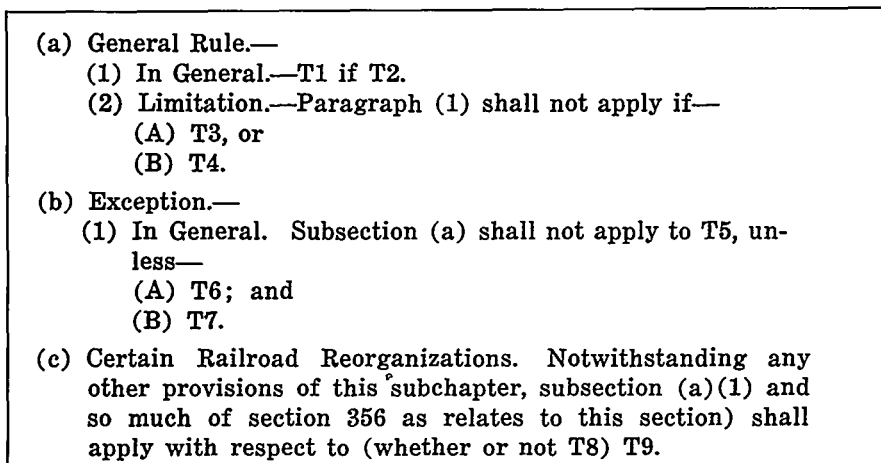 (a) General Rule.—
(1) In General.—T1 if T2.
(2) Limitation.—Paragraph (1) shall not apply if—
(A) T3, or
(B) T4.
(b) Exception.—
(1) In General. Subsection (a) shall not apply to T5, un-
less—
(A) T6; and
(B) T7.
(c) Certain Railroad Reorganizations. Notwithstanding any
other provisions of this subchapter, subsection (a)(1) and
so much of section 356 as relates to this section) shall
apply with respect to (whether or not T8) T9.